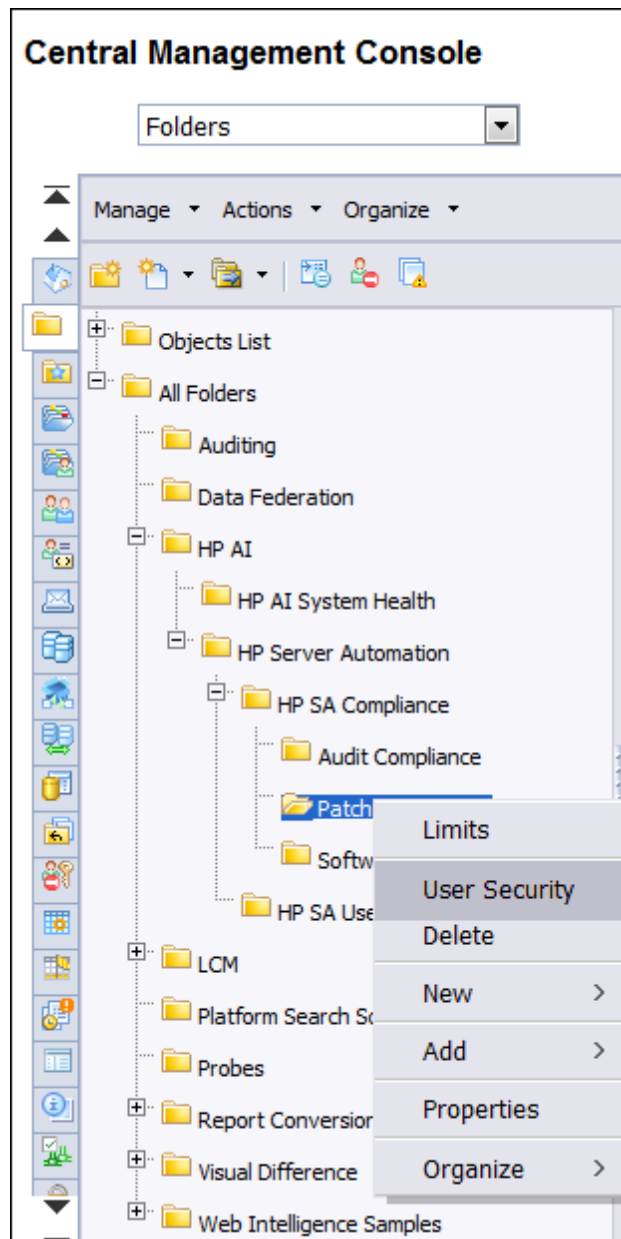 Central Management Console
Folders
Manage Actions Organize
Objects List
All Folders
Auditing
Data Federation
HP AI
HP AI System Health
HP Server Automation
HP SA Compliance
Audit Compliance
Patch
Limits
Softw
User Security
HP SA Use
Delete
LCM
New
Platform Search Sc
Add
Probes
Report Conversion
Properties
Visual Difference
Organize
Web Intelligence Samples